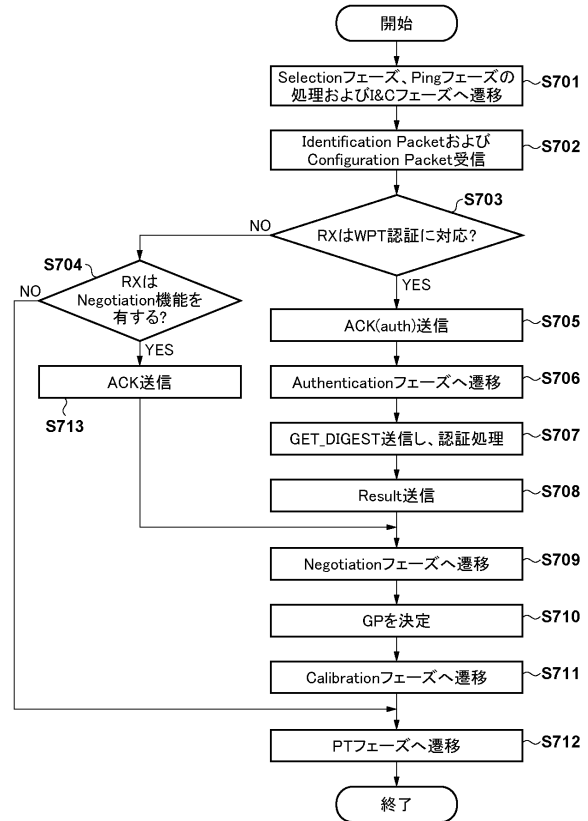 開始
Selectionフェーズ、Pingフェーズの
処理およびI&Cフェーズへ遷移
S701
Identification Packetおよび
Configuration Packet受信
S702
S703
RXはWPT認証に対応?
NO
YES
S704
RXは
Negotiation機能を
有する?
NO
YES
ACK送信
S713
ACK(auth)送信
S705
Authenticationフェーズへ遷移
S706
GET_DIGEST送信し、認証処理
S707
Result送信
S708
Negotiationフェーズへ遷移
S709
GPを決定
S710
Calibrationフェーズへ遷移
S711
PTフェーズへ遷移
S712
終了